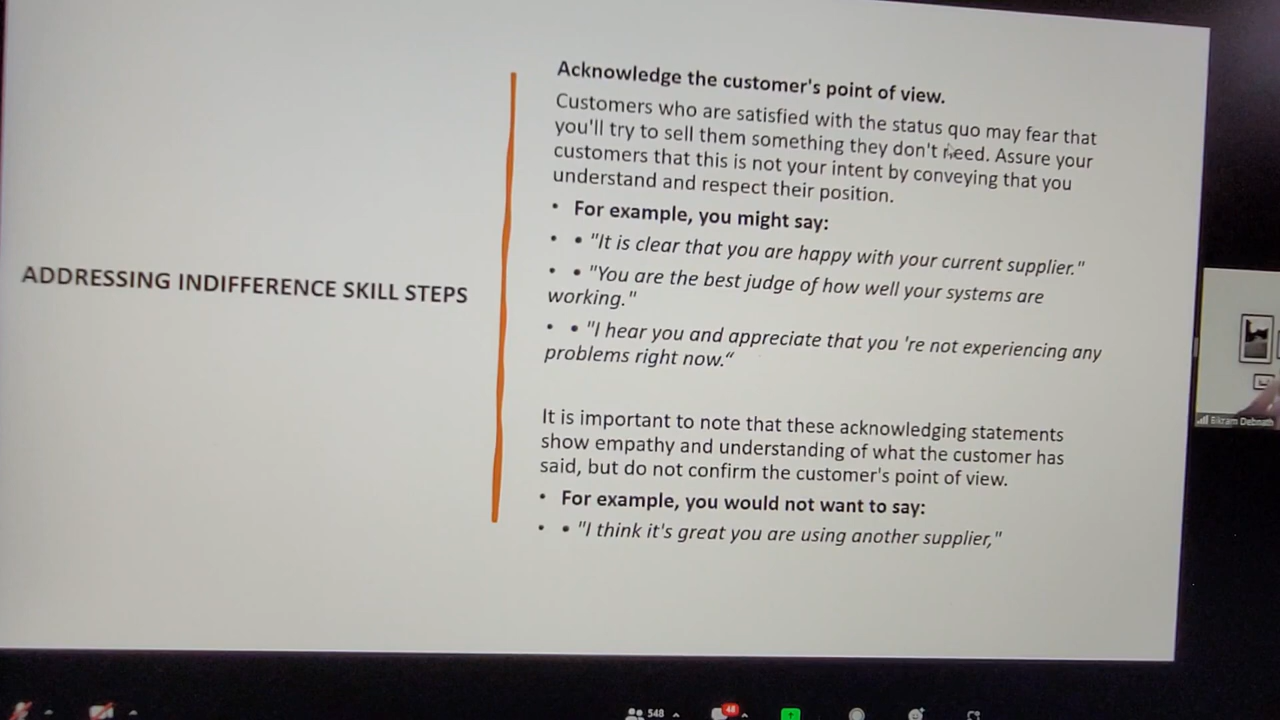 ADDRESSING INDIFFERENCE SKILL STEPS
Acknowledge the customer's point of view.
Customers who are satisfied with the status quo may fear that
you'll try to sell them something they don't need. Assure your
customers that this is not your intent by conveying that you
understand and respect their position.
• For example, you might say:
• • "It is clear that you are happy with your current supplier."
• • "You are the best judge of how well your systems are
working."
• • "I hear you and appreciate that you 're not experiencing any
problems right now.“
It is important to note that these acknowledging statements
show empathy and understanding of what the customer has
said, but do not confirm the customer's point of view.
• For example, you would not want to say:
• • "I think it's great you are using another supplier,"
Bikram Debnath
548
48